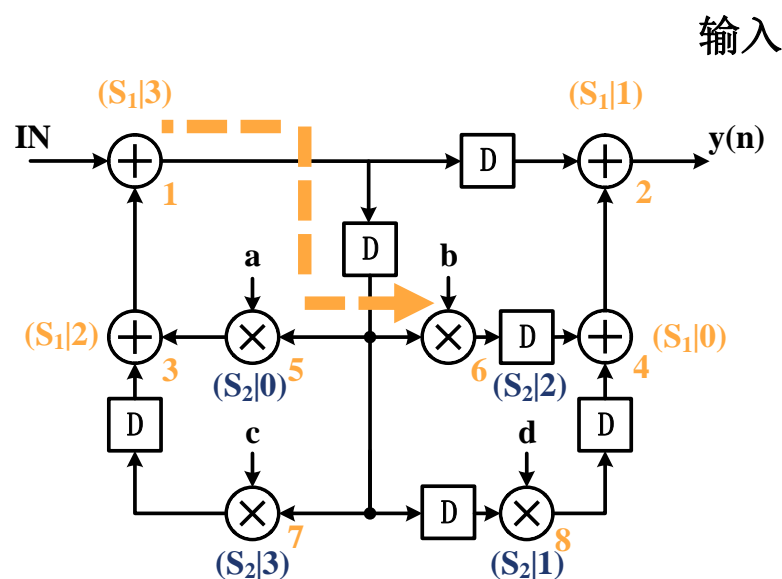 输入
(S₁|3)
(S₁|1)
IN
D
y(n)
1
2
D
a
b
(S₁|2)
D
(S₁|0)
3
5
6
4
(S₂|0)
(S₂|2)
D
c
d
D
D
7
8
(S₂|3)
(S₂|1)